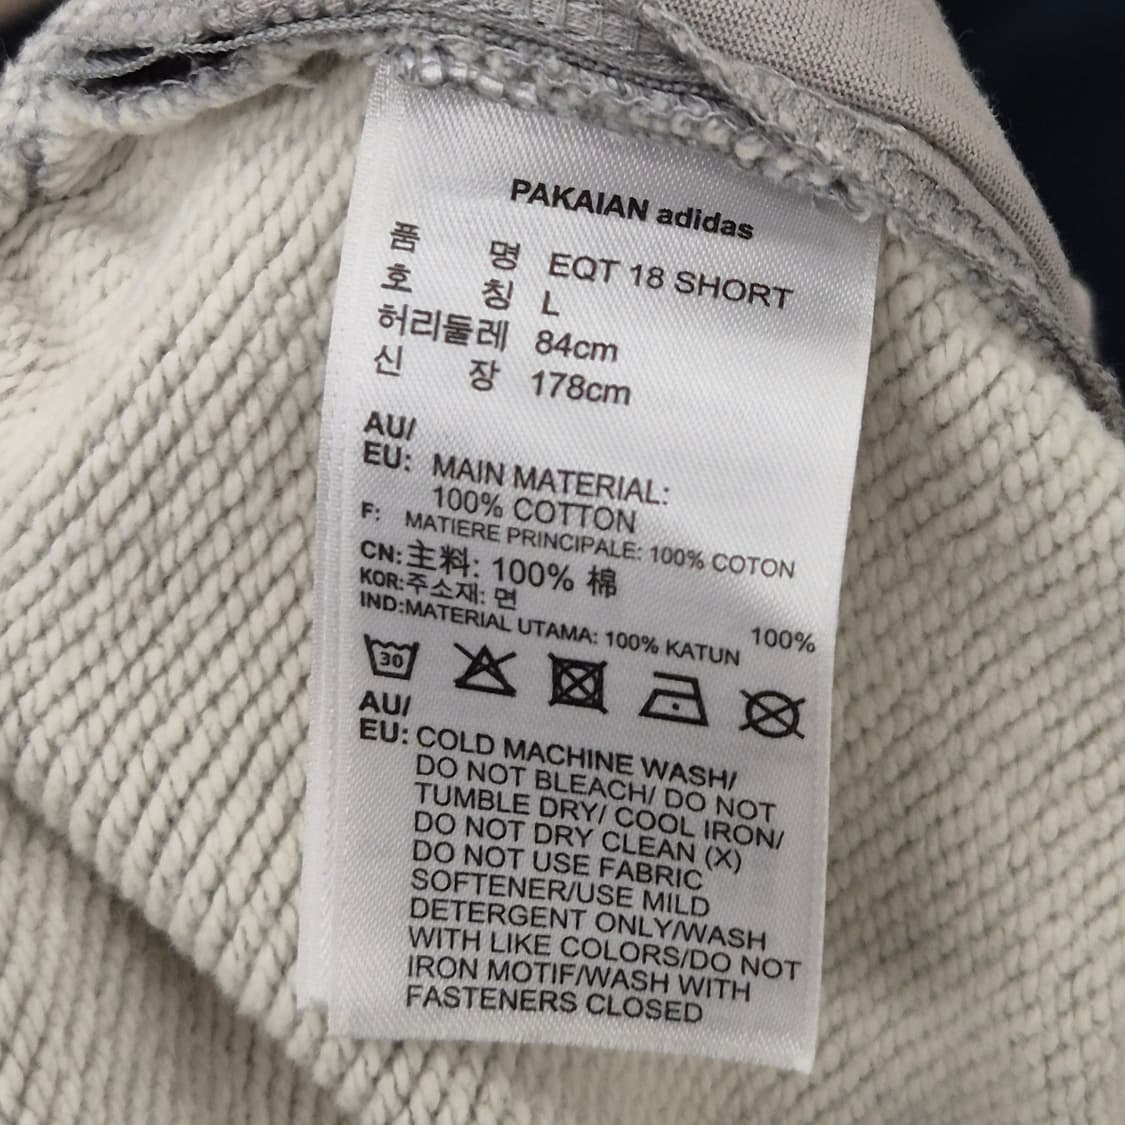 PAKAIAN adidas
품 명 EQT 18 SHORT
호 칭 L
허리둘레 84cm
신 장 178cm
AU/
EU: MAIN MATERIAL:
100% COTTON
F: MATIERE PRINCIPALE: 100% COTON
CN:主料: 100% 棉
KOR:주소재: 면 100%
IND:MATERIAL UTAMA: 100% KATUN
30
AU/
EU: COLD MACHINE WASH/
DO NOT BLEACH/ DO NOT
TUMBLE DRY/ COOL IRON/
DO NOT DRY CLEAN (X)
DO NOT USE FABRIC
SOFTENER/USE MILD
DETERGENT ONLY/WASH
WITH LIKE COLORS/DO NOT
IRON MOTIF/WASH WITH
FASTENERS CLOSED